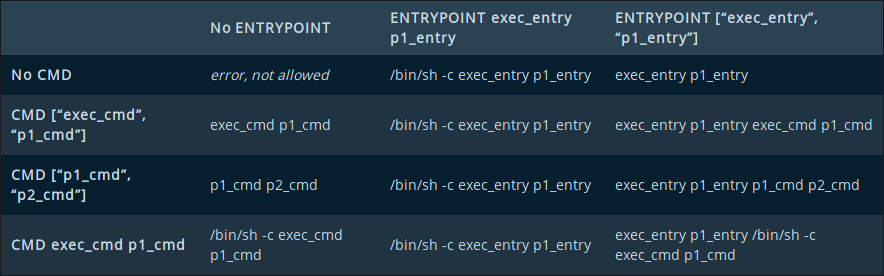 No ENTRYPOINT
ENTRYPOINT exec_entry
p1_entry
ENTRYPOINT [“exec_entry”,
“p1_entry”]
No CMD
error, not allowed
/bin/sh -c exec_entry p1_entry
exec_entry p1_entry
CMD [“exec_cmd”,
“p1_cmd”]
exec_cmd p1_cmd
/bin/sh -c exec_entry p1_entry
exec_entry p1_entry exec_cmd p1_cmd
CMD [“p1_cmd”,
“p2_cmd”]
p1_cmd p2_cmd
/bin/sh -c exec_entry p1_entry
exec_entry p1_entry p1_cmd p2_cmd
CMD exec_cmd p1_cmd
/bin/sh -c exec_cmd
p1_cmd
/bin/sh -c exec_entry p1_entry
exec_entry p1_entry /bin/sh -c
exec_cmd p1_cmd